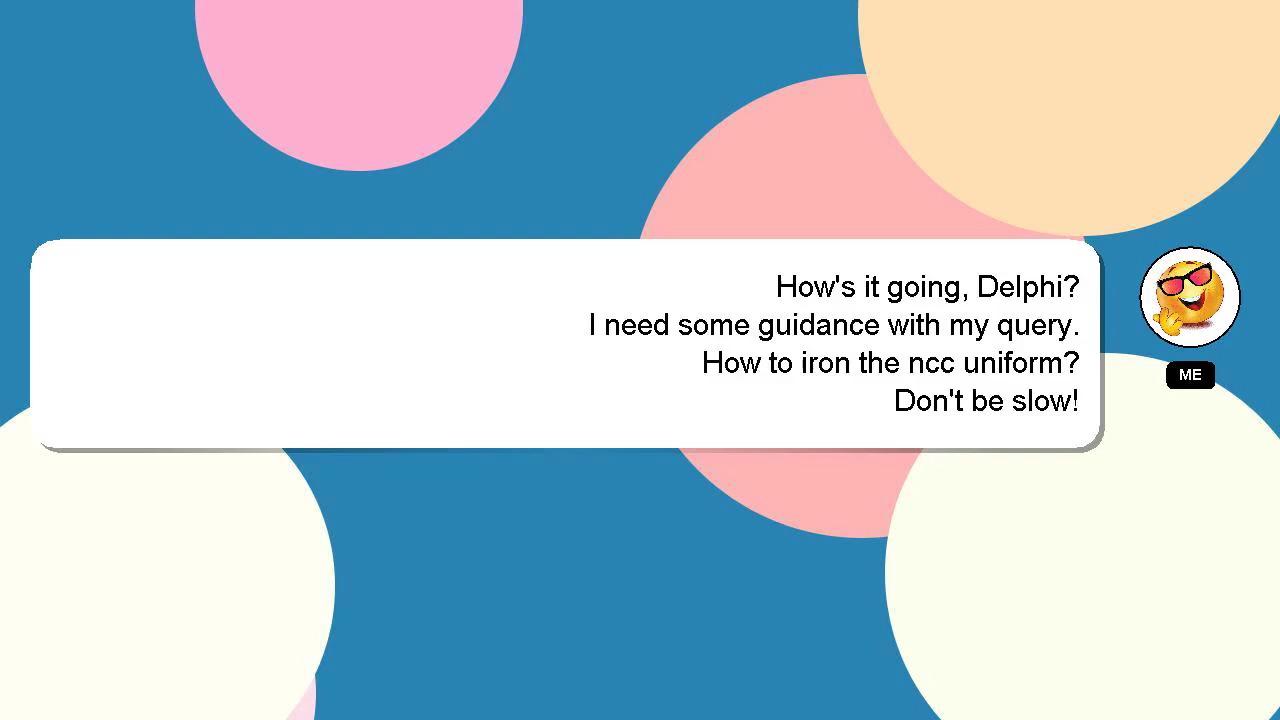 How's it going, Delphi?
I need some guidance with my query.
How to iron the ncc uniform?
Don't be slow!
ME